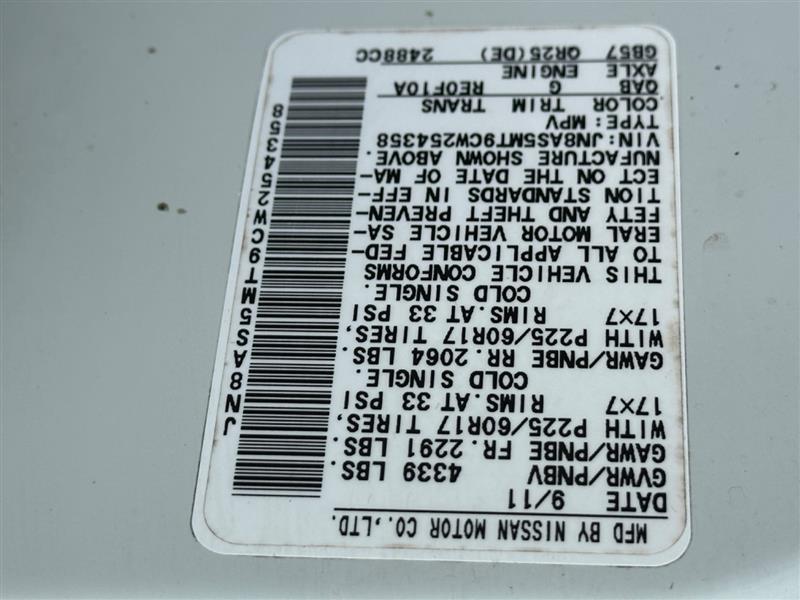 MFD BY NISSAN MOTOR CO.,LTD.
DATE 9/11
GVWR/PNBV 4339 LBS.
GAWR/PNBE FR.2291 LBS.
WITH P225/60R17 TIRES,
17×7 RIMS.AT 33 PSI
COLD SINGLE.
GAWR/PNBE RR.2064 LBS.
WITH P225/60R17 TIRES,
17×7 RIMS.AT 33 PSI
COLD SINGLE.
THIS VEHICLE CONFORMS
TO ALL APPLICABLE FED-
ERAL MOTOR VEHICLE SA-
FETY AND THEFT PREVEN-
TION STANDARDS IN EFF-
ECT ON THE DATE OF MA-
NUFACTURE SHOWN ABOVE.
VIN:JN8AS5MT9CW254358
TYPE:MPV
COLOR TRIM TRANS
QAB G RE0F10A
AXLE ENGINE
GB57 QR25(DE) 2488CC
JN8AS5MT9CW254358